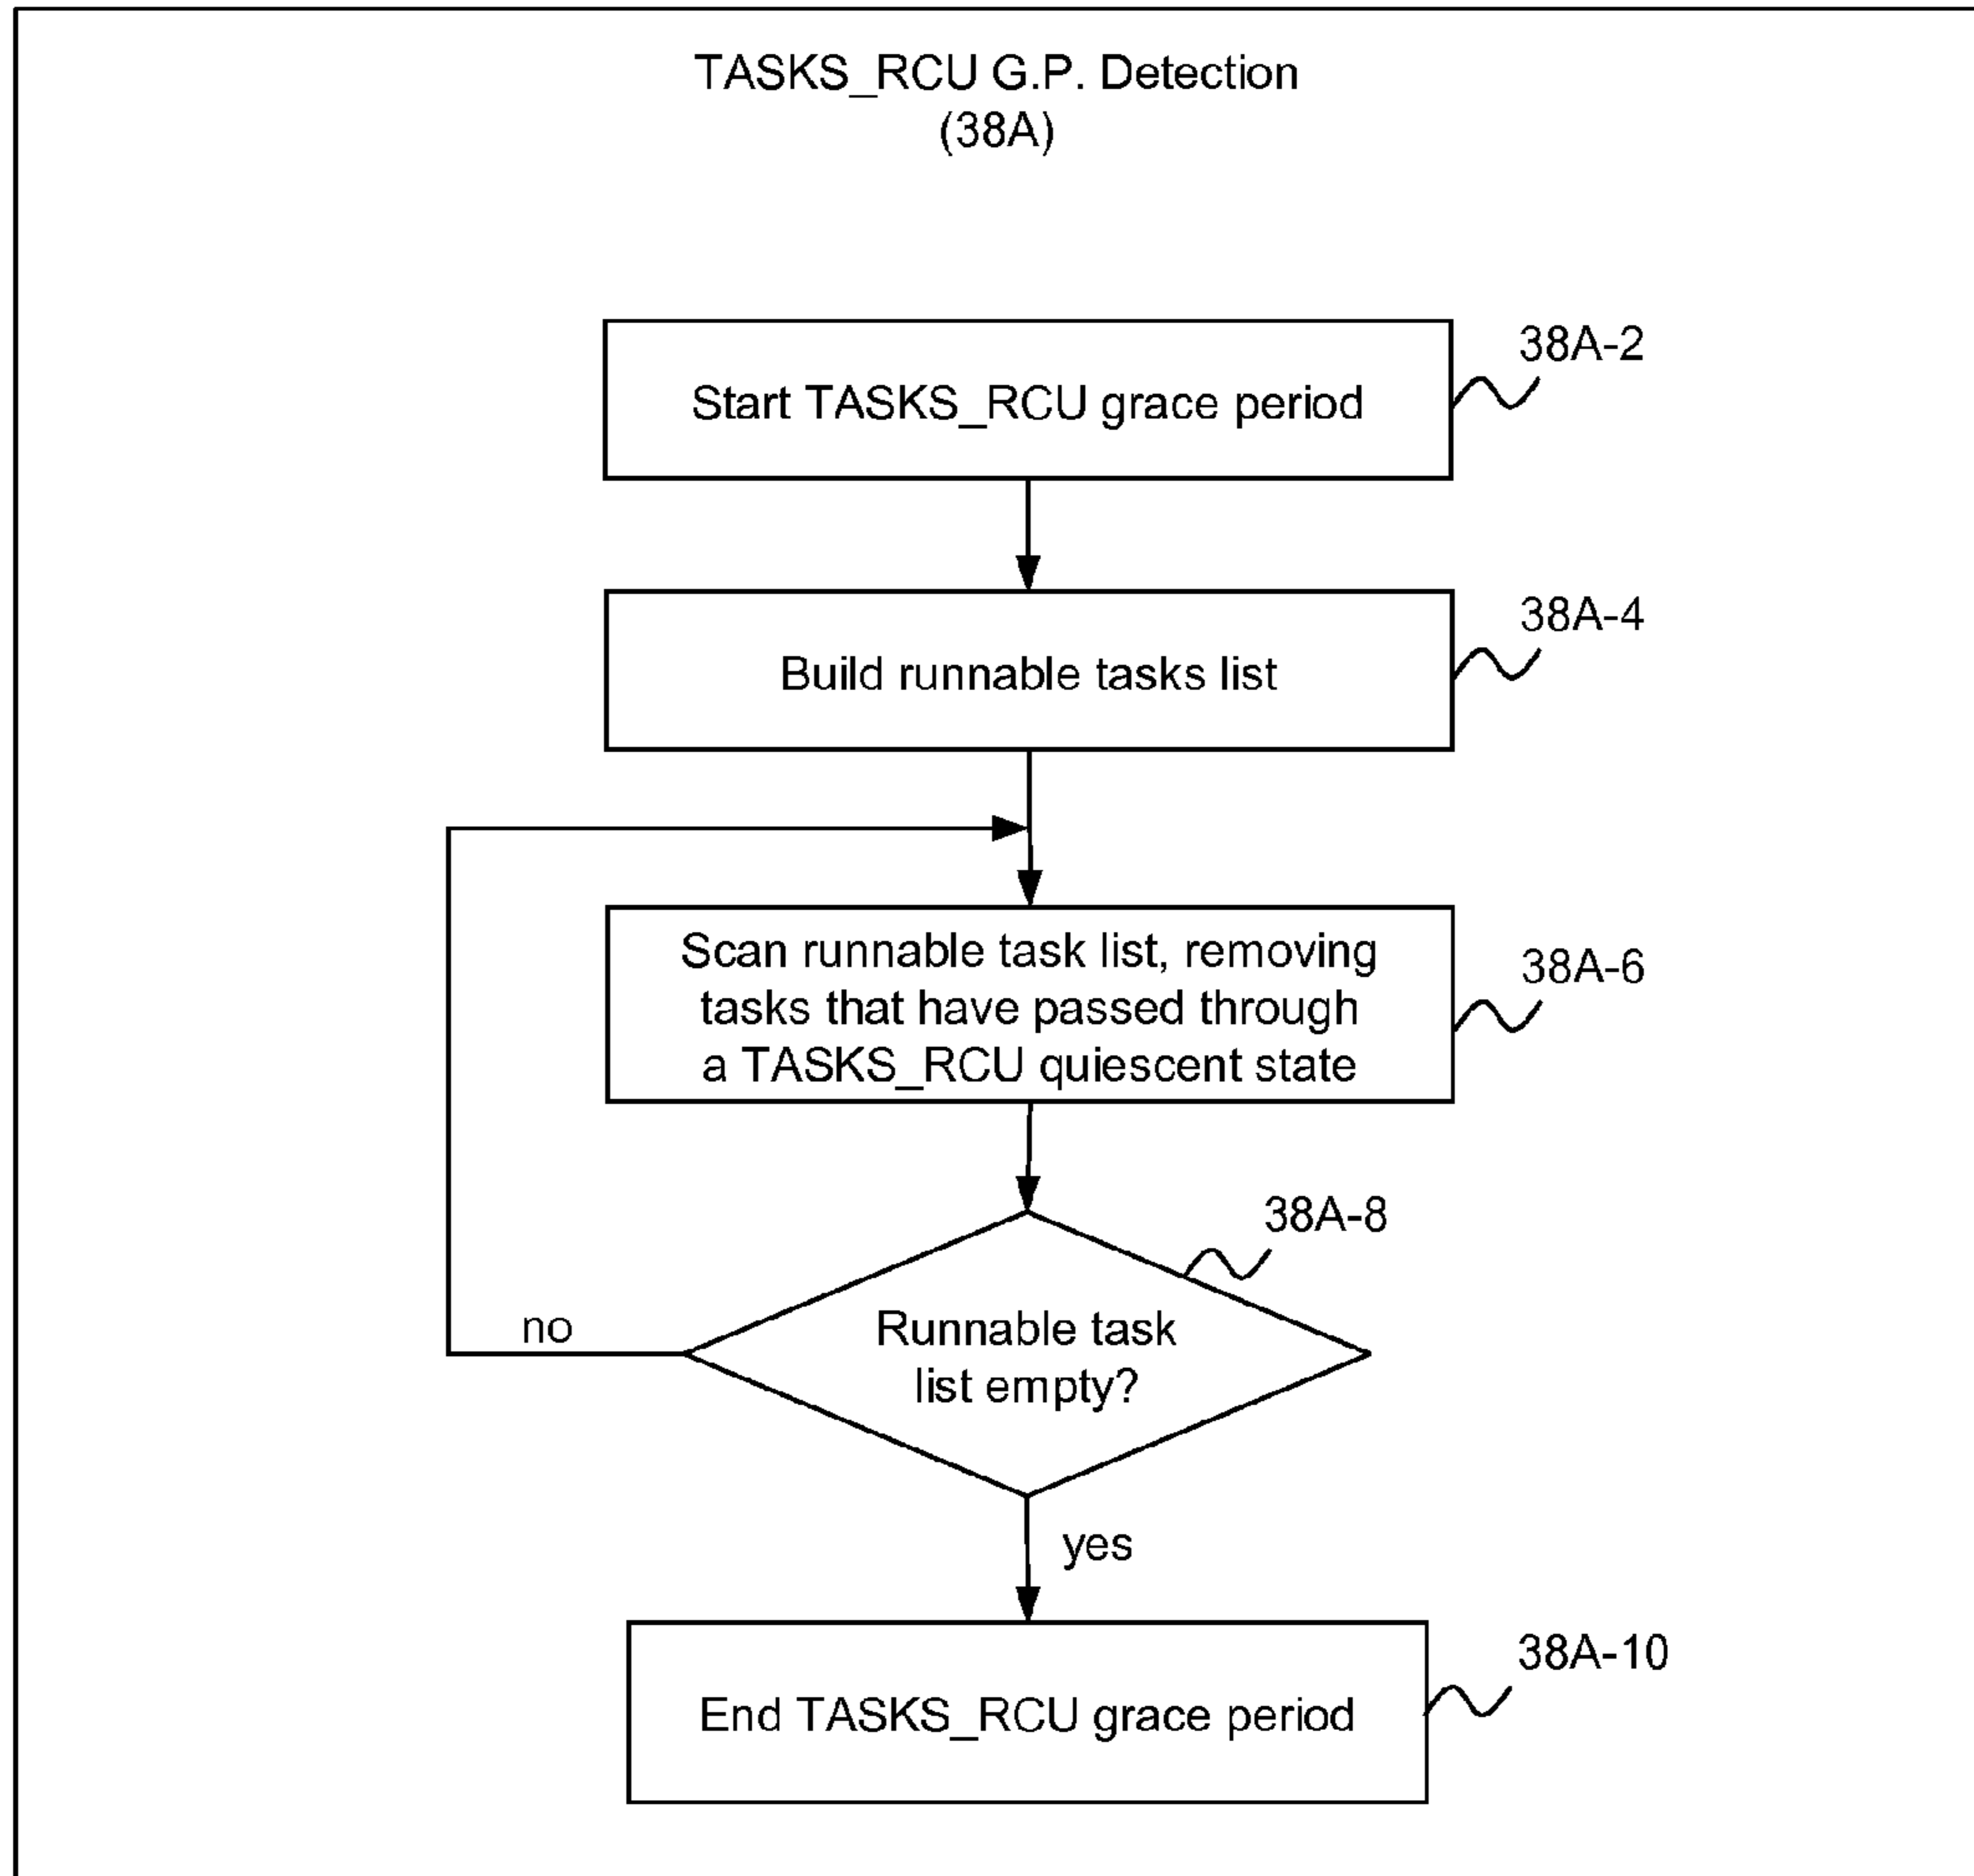 TASKS_RCU G.P. Detection
(38A)
38A-2
Start TASKS_RCU grace period
38A-4
Build runnable tasks list
Scan runnable task list, removing
tasks that have passed through
a TASKS_RCU quiescent state
38A-6
38A-8
Runnable task
list empty?
no
yes
38A-10
End TASKS_RCU grace period